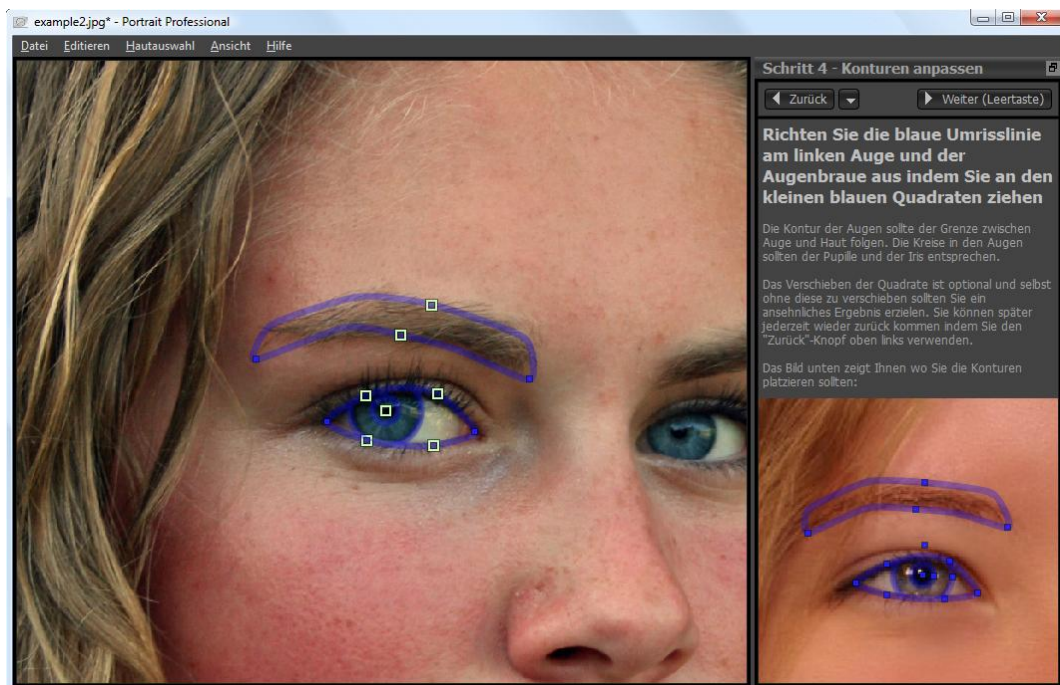 example2.jpg* - Portrait Professional
Datei Editieren Hautauswahl Ansicht Hilfe
Schritt 4 - Konturen anpassen
Zurück
Weiter (Leertaste)
Richten Sie die blaue Umrisslinie
am linken Auge und der
Augenbraue aus indem Sie an den
kleinen blauen Quadraten ziehen
Die Kontur der Augen sollte der Grenze zwischen
Auge und Haut folgen. Die Kreise in den Augen
sollten der Pupille und der Iris entsprechen.
Das Verschieben der Quadrate ist optional und selbst
ohne diese zu verschieben sollten Sie ein
ansehnliches Ergebnis erzielen. Sie können später
jederzeit wieder zurück kommen indem Sie den
"Zurück"-Knopf oben links verwenden.
Das Bild unten zeigt Ihnen wo Sie die Konturen
platzieren sollten: